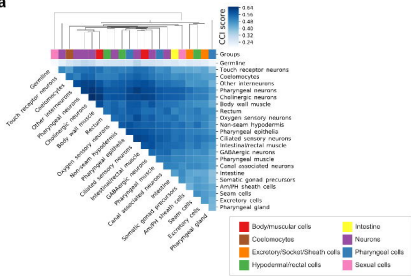 a
CCI score
0.64
0.56
0.48
0.40
0.32
0.24
Groups
Germline
Touch receptor neurons
Coelomocytes
Other interneurons
Pharyngeal neurons
Cholinergic neurons
Body wall muscle
Rectum
Oxygen sensory neurons
Non-seam hypodermis
Pharyngeal epithelia
Ciliated sensory neurons
Intestinal/rectal muscle
GABAergic neurons
Pharyngeal muscle
Canal associated neurons
Intestine
Somatic gonad precursors
Am/PH sheath cells
Seam cells
Excretory cells
Pharyngeal gland
Germline
Touch receptor neurons
Coelomocytes
Other interneurons
Pharyngeal neurons
Cholinergic neurons
Body wall muscle
Rectum
Oxygen sensory neurons
Non-seam hypodermis
Pharyngeal epithelia
Ciliated sensory neurons
Intestinal/rectal muscle
GABAergic neurons
Pharyngeal muscle
Canal associated neurons
Intestine
Somatic gonad precursors
Am/PH sheath cells
Seam cells
Excretory cells
Pharyngeal gland
Body/muscular cells
Coelomocytes
Excretory/Socket/Sheath cells
Hypodermal/rectal cells
Intestine
Neurons
Pharyngeal cells
Sexual cells